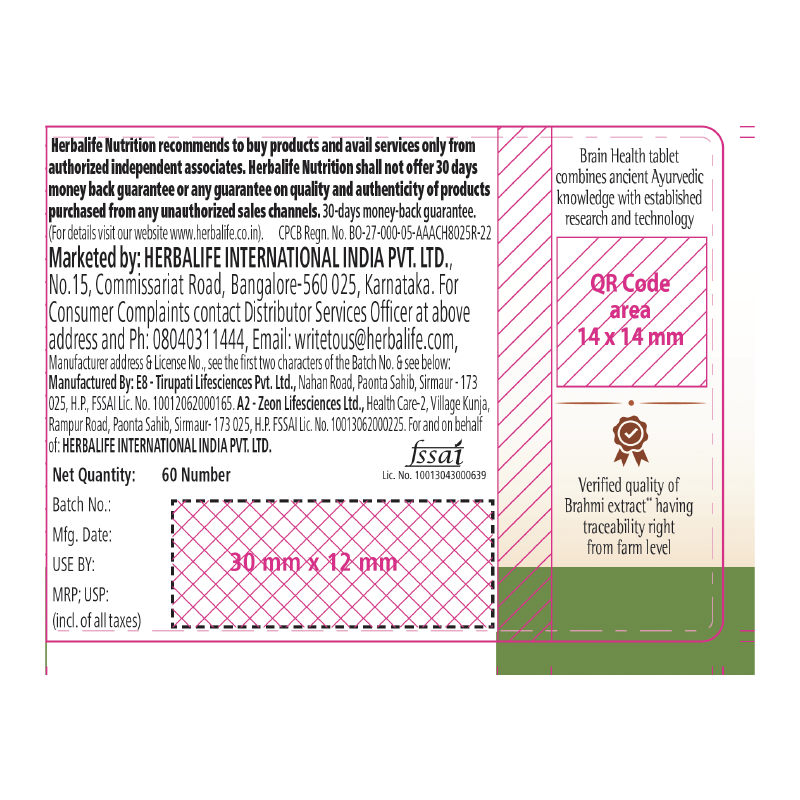 Herbalife Nutrition recommends to buy products and avail services only from
authorized independent associates. Herbalife Nutrition shall not offer 30 days
money back guarantee or any guarantee on quality and authenticity of products
purchased from any unauthorized sales channels. 30-days money-back guarantee.
(For details visit our website www.herbalife.co.in). CPCB Regn. No. BO-27-000-05-AAACH8025R-22
Marketed by: HERBALIFE INTERNATIONAL INDIA PVT. LTD.,
No.15, Commissariat Road, Bangalore-560 025, Karnataka. For
Consumer Complaints contact Distributor Services Officer at above
address and Ph: 08040311444, Email: writetous@herbalife.com,
Manufacturer address & License No., see the first two characters of the Batch No. & see below:
Manufactured By: E8 - Tirupati Lifesciences Pvt. Ltd., Nahan Road, Paonta Sahib, Sirmaur - 173
025, H.P., FSSAI Lic. No. 10012062000165. A2 - Zeon Lifesciences Ltd., Health Care-2, Village Kunja,
Rampur Road, Paonta Sahib, Sirmaur- 173 025, H.P. FSSAI Lic. No. 10013062000225. For and on behalf
of: HERBALIFE INTERNATIONAL INDIA PVT. LTD.
fssai
Lic. No. 10013043000639
Net Quantity: 60 Number
Batch No.:
Mfg. Date:
USE BY:
MRP; USP:
(incl. of all taxes)
30 mm x 12 mm
Brain Health tablet
combines ancient Ayurvedic
knowledge with established
research and technology
QR Code
area
14 x 14 mm
Verified quality of
Brahmi extract** having
traceability right
from farm level